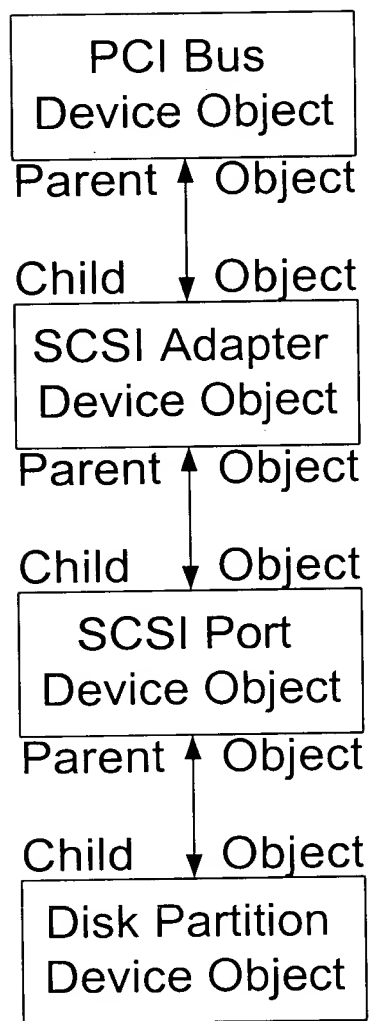 PCI Bus
Device Object
Parent Object
Child Object
SCSI Adapter
Device Object
Parent Object
Child Object
SCSI Port
Device Object
Parent Object
Child Object
Disk Partition
Device Object